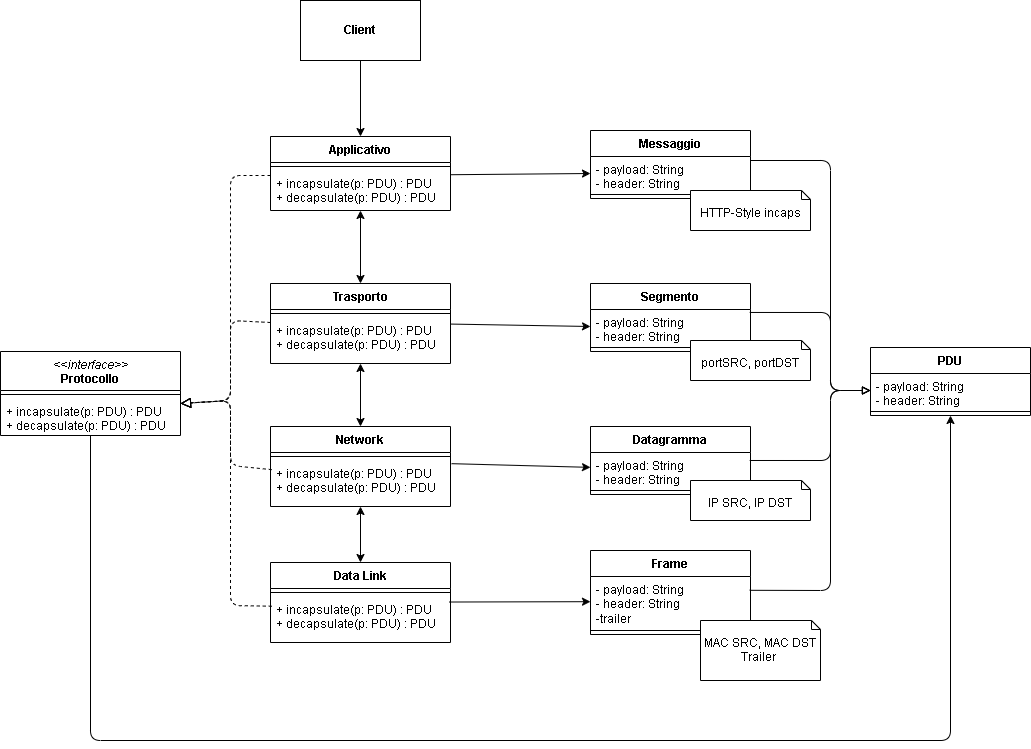 Client
Applicativo
+ incapsulate(p: PDU) : PDU
+ decapsulate(p: PDU) : PDU
Messaggio
- payload: String
- header: String
HTTP-Style incaps
Trasporto
+ incapsulate(p: PDU) : PDU
+ decapsulate(p: PDU) : PDU
Segmento
- payload: String
- header: String
portSRC, portDST
<<interface>>
Protocollo
+ incapsulate(p: PDU) : PDU
+ decapsulate(p: PDU) : PDU
PDU
- payload: String
- header: String
Network
+ incapsulate(p: PDU) : PDU
+ decapsulate(p: PDU) : PDU
Datagramma
- payload: String
- header: String
IP SRC, IP DST
Data Link
+ incapsulate(p: PDU) : PDU
+ decapsulate(p: PDU) : PDU
Frame
- payload: String
- header: String
-trailer
MAC SRC, MAC DST
Trailer